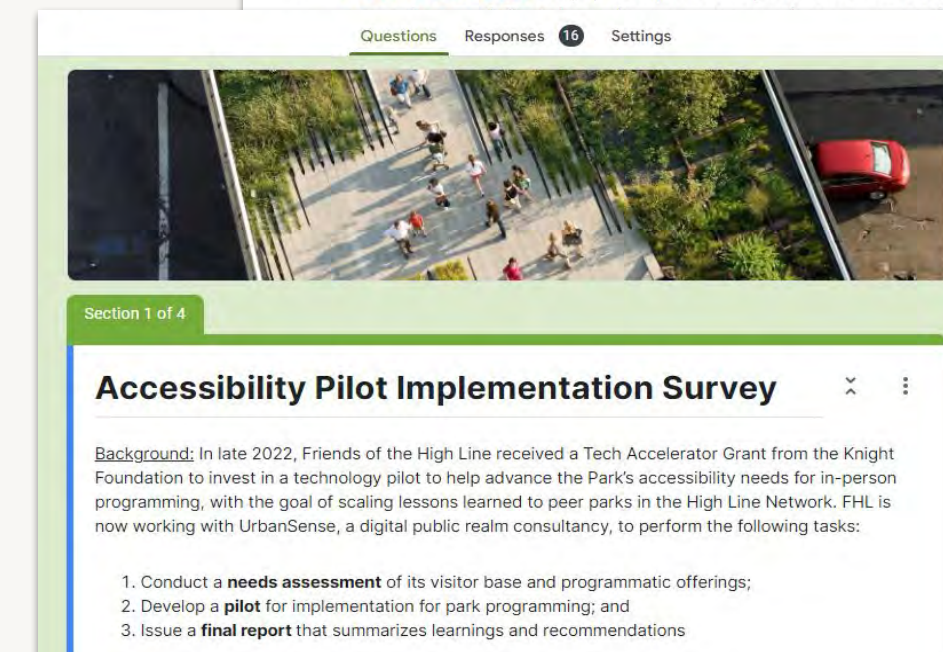 Questions Responses 16 Settings
Section 1 of 4
Accessibility Pilot Implementation Survey
Background: In late 2022, Friends of the High Line received a Tech Accelerator Grant from the Knight
Foundation to invest in a technology pilot to help advance the Park's accessibility needs for in-person
programming, with the goal of scaling lessons learned to peer parks in the High Line Network. FHL is
now working with UrbanSense, a digital public realm consultancy, to perform the following tasks:
1. Conduct a needs assessment of its visitor base and programmatic offerings;
2. Develop a pilot for implementation for park programming; and
3. Issue a final report that summarizes learnings and recommendations